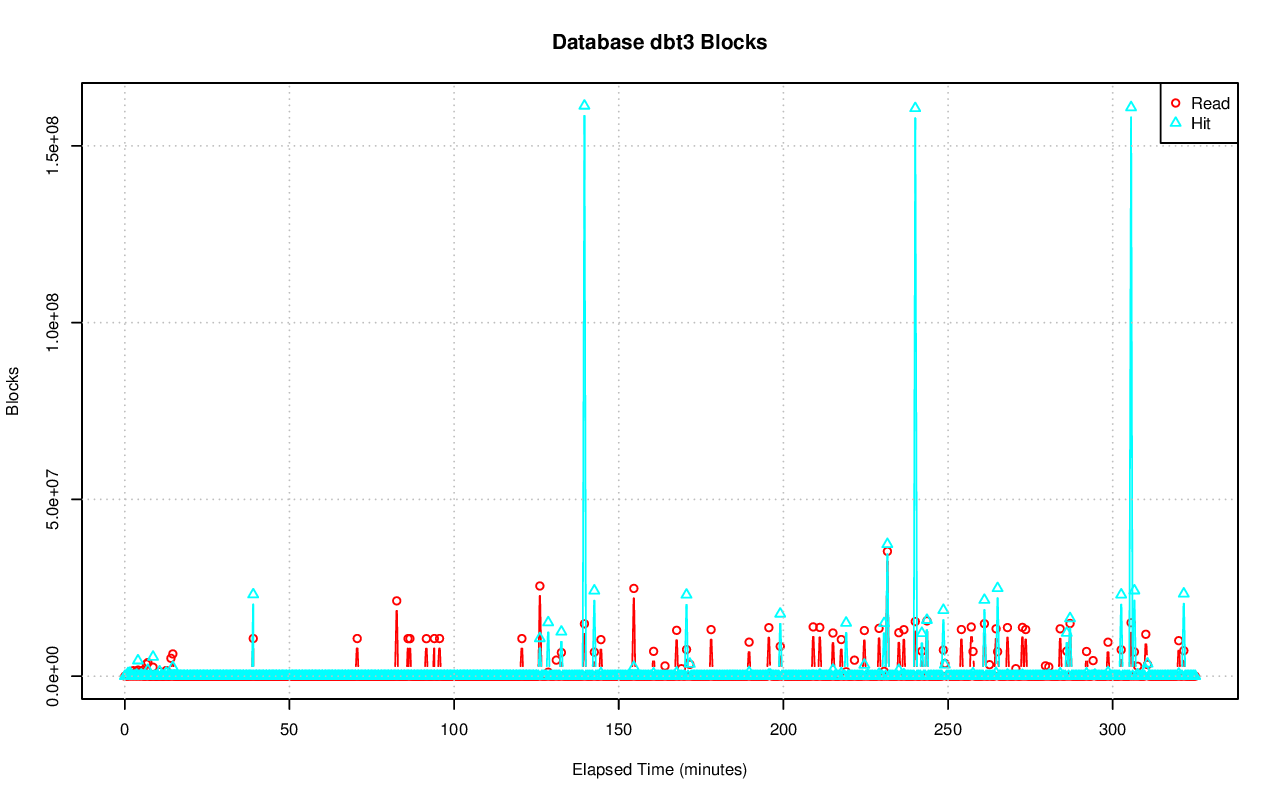 Database dbt3 Blocks
Read
Hit
1.5e+08
1.0e+08
5.0e+07
0.0e+00
Blocks
0 50 100 150 200 250 300
Elapsed Time (minutes)